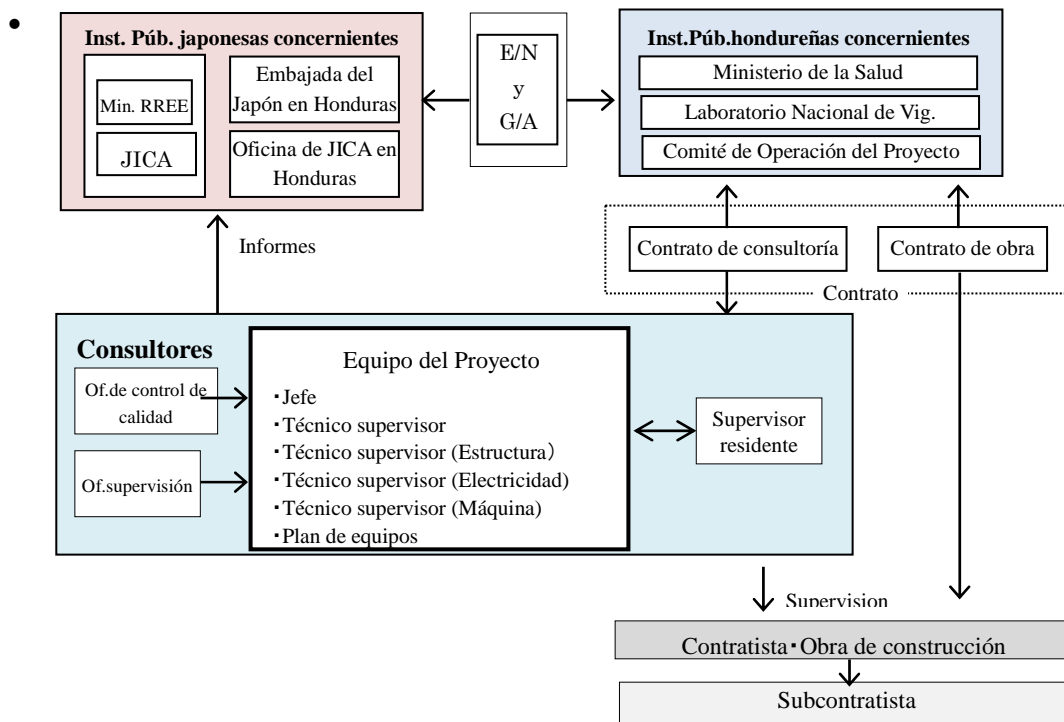 Inst. Púb. japonesas concernientes
Min. RREE
JICA
Embajada del
Japón en Honduras
Oficina de JICA en
Honduras
E/N
y
G/A
Inst.Púb.hondureñas concernientes
Ministerio de la Salud
Laboratorio Nacional de Vig.
Comité de Operación del Proyecto
Informes
Contrato de consultoría
Contrato de obra
Contrato
Consultores
Of.de control de
calidad
Of.supervisión
Equipo del Proyecto
・Jefe
・Técnico supervisor
・Técnico supervisor (Estructura)
・Técnico supervisor (Electricidad)
・Técnico supervisor (Máquina)
・Plan de equipos
Supervisor
residente
Supervision
Contratista・Obra de construcción
Subcontratista